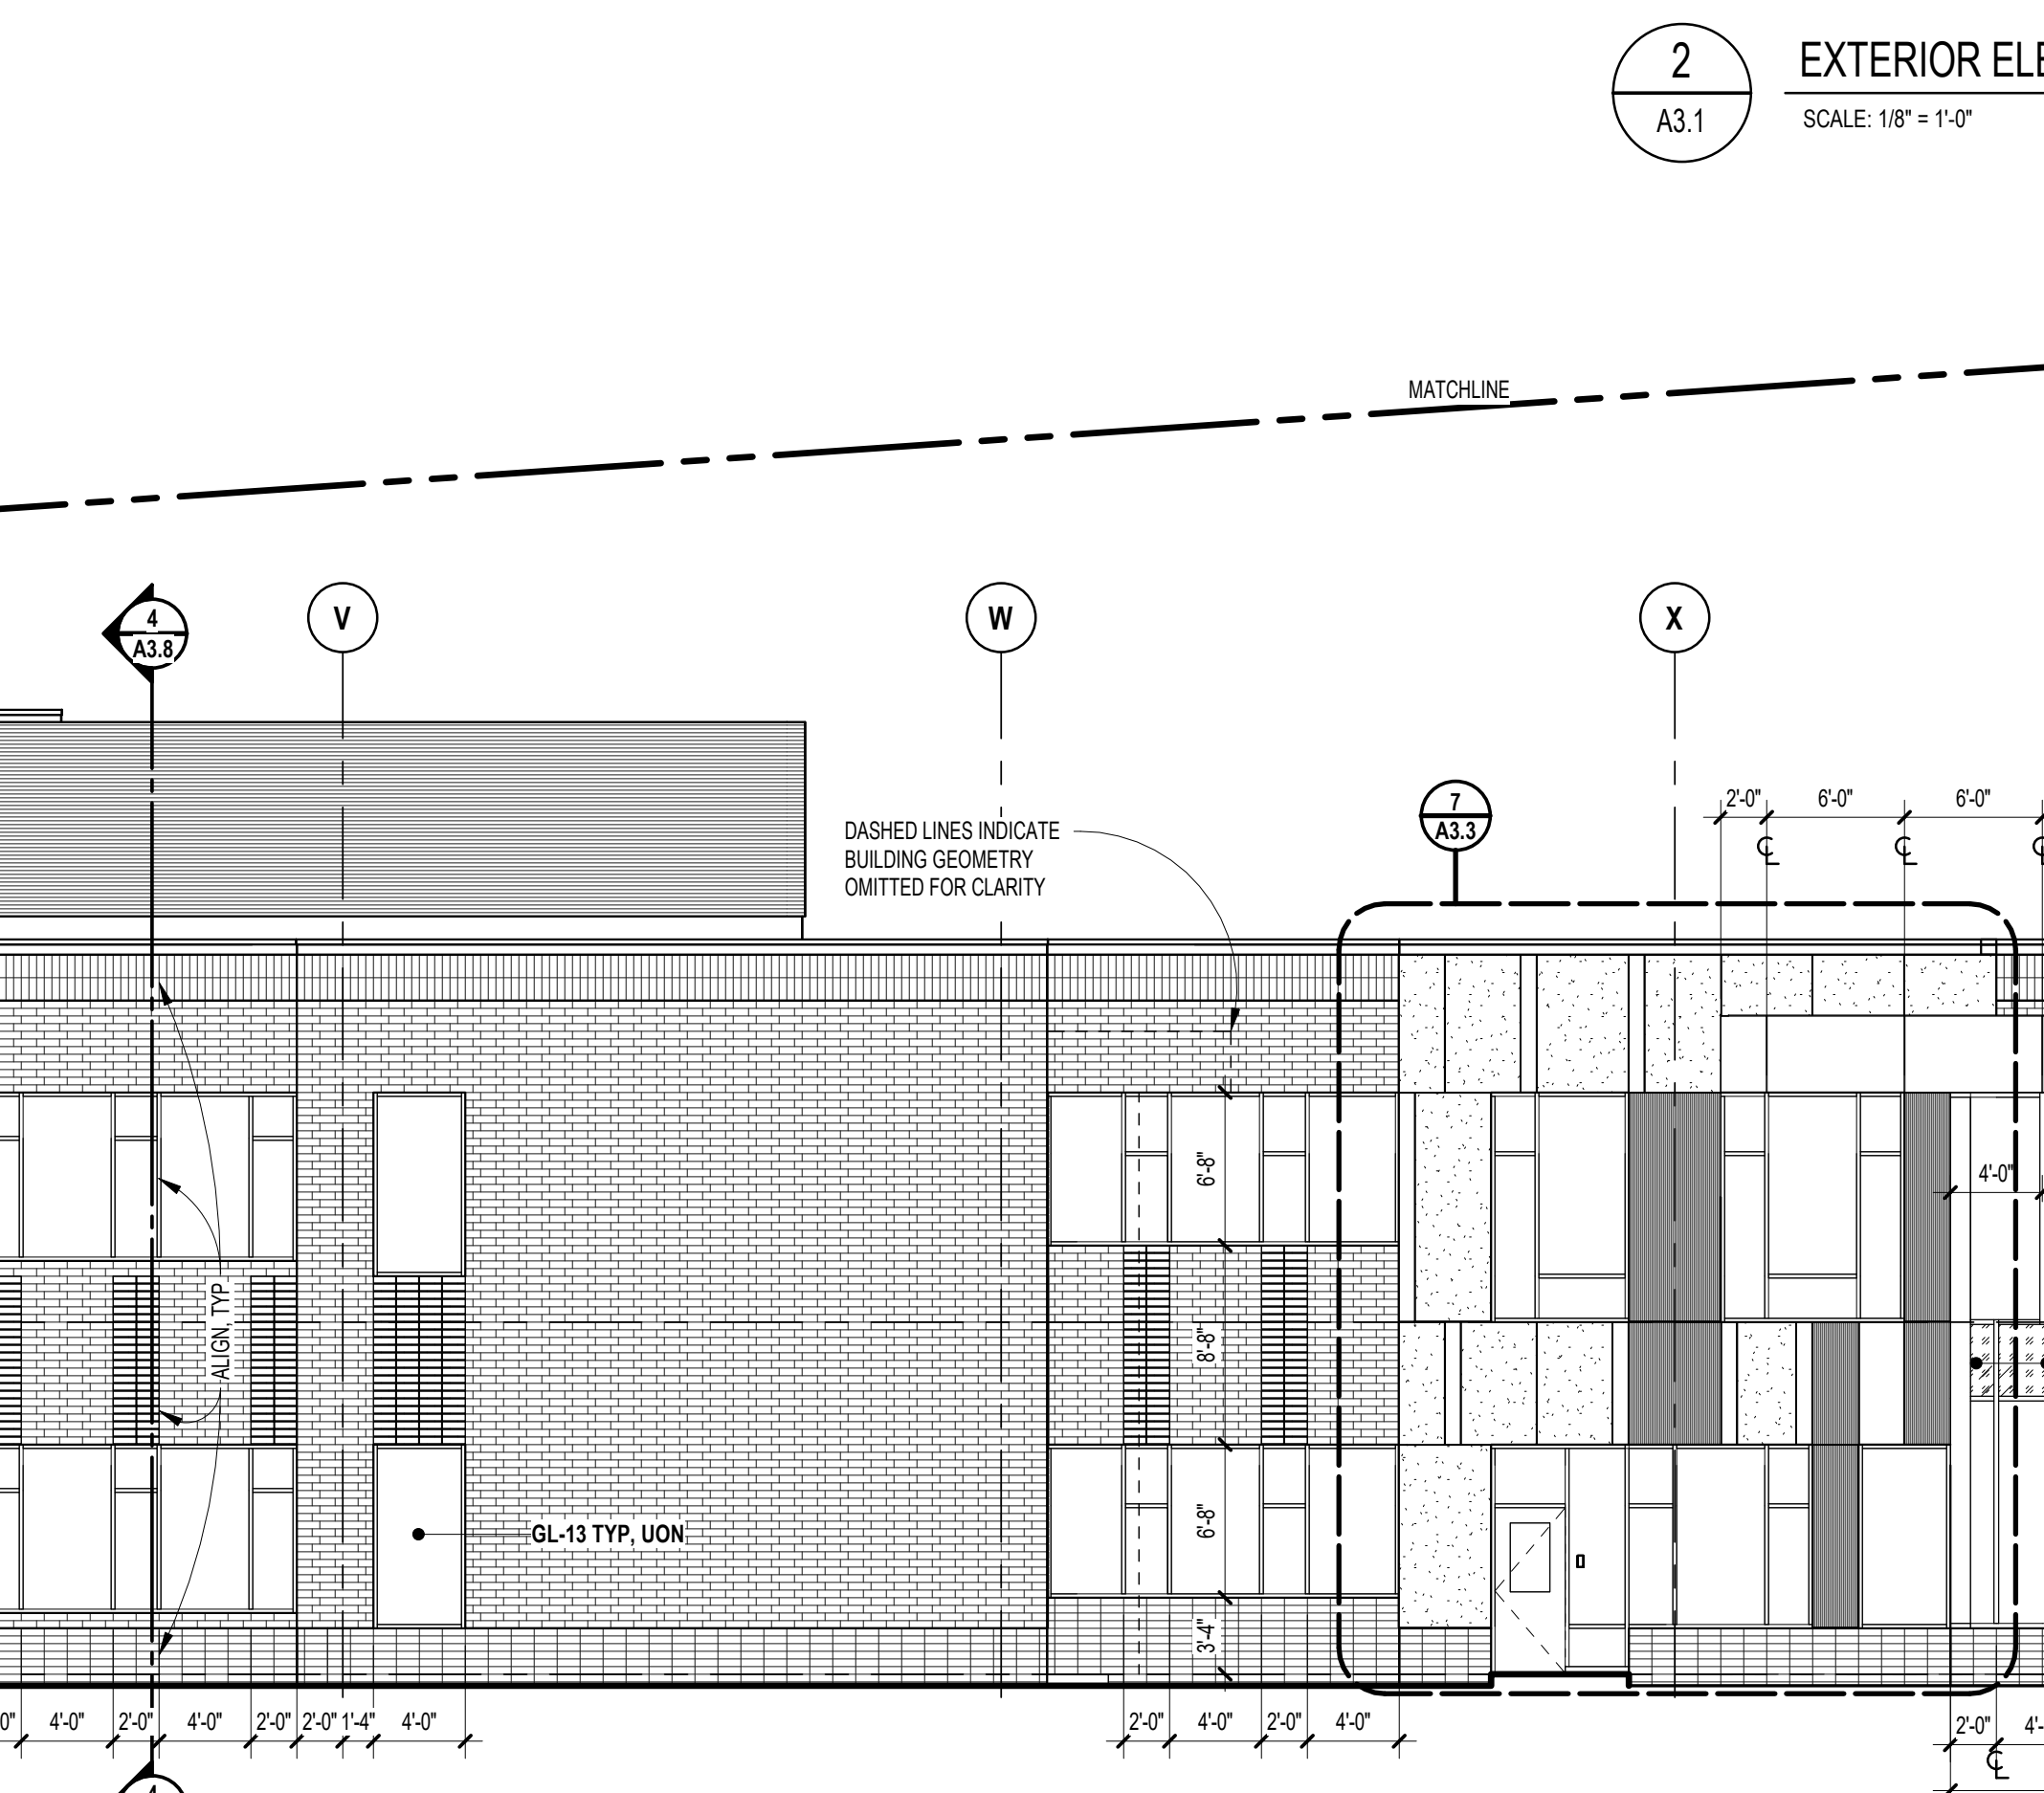 2
A3.1
EXTERIOR ELE
SCALE: 1/8" = 1'-0"
MATCHLINE
4
A3.8
V
W
X
DASHED LINES INDICATE
BUILDING GEOMETRY
OMITTED FOR CLARITY
7
A3.3
2'-0" 6'-0" 6'-0"
ALIGN, TYP
6'-8"
8'-8"
6'-8"
3'-4"
4'-0"
GL-13 TYP, UON
0" 4'-0" 2'-0" 4'-0" 2'-0" 2'-0" 1'-4" 4'-0"
2'-0" 4'-0" 2'-0" 4'-0"
2'-0" 4'-